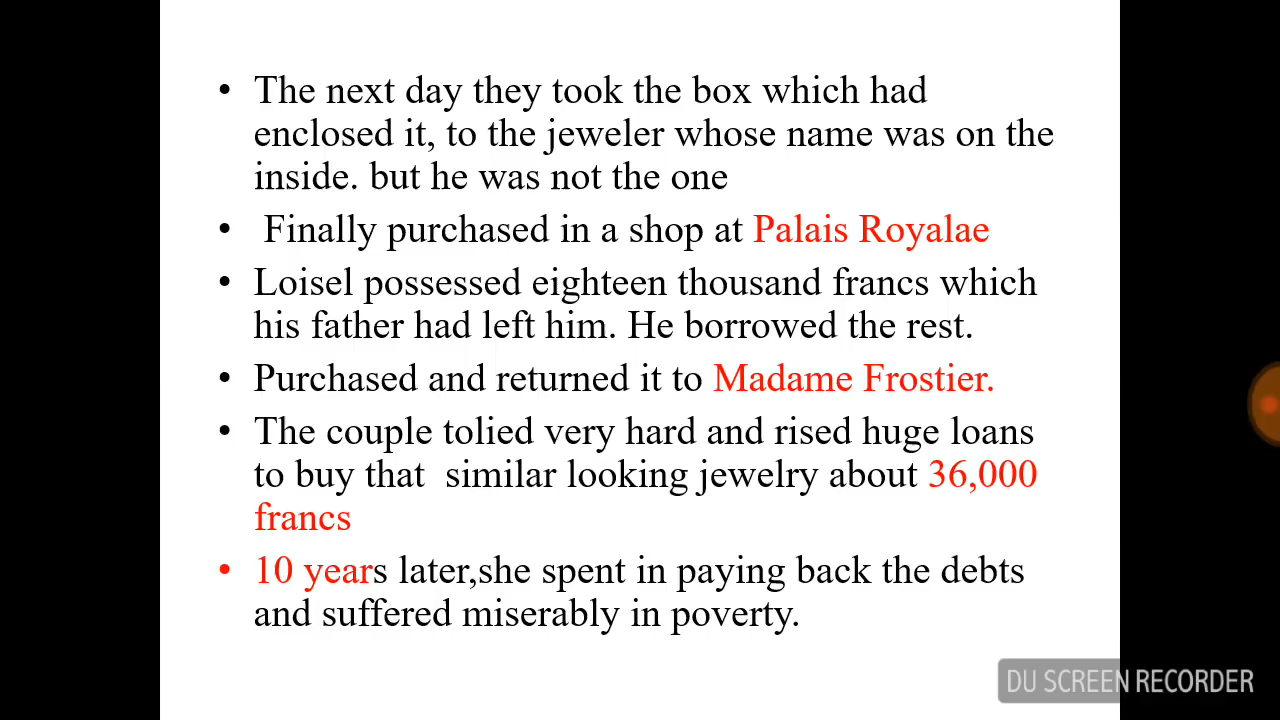 • The next day they took the box which had
enclosed it, to the jeweler whose name was on the
inside. but he was not the one
• Finally purchased in a shop at Palais Royalae
• Loisel possessed eighteen thousand francs which
his father had left him. He borrowed the rest.
• Purchased and returned it to Madame Frostier.
• The couple tolied very hard and rised huge loans
to buy that similar looking jewelry about 36,000
francs
• 10 years later,she spent in paying back the debts
and suffered miserably in poverty.
DU SCREEN RECORDER